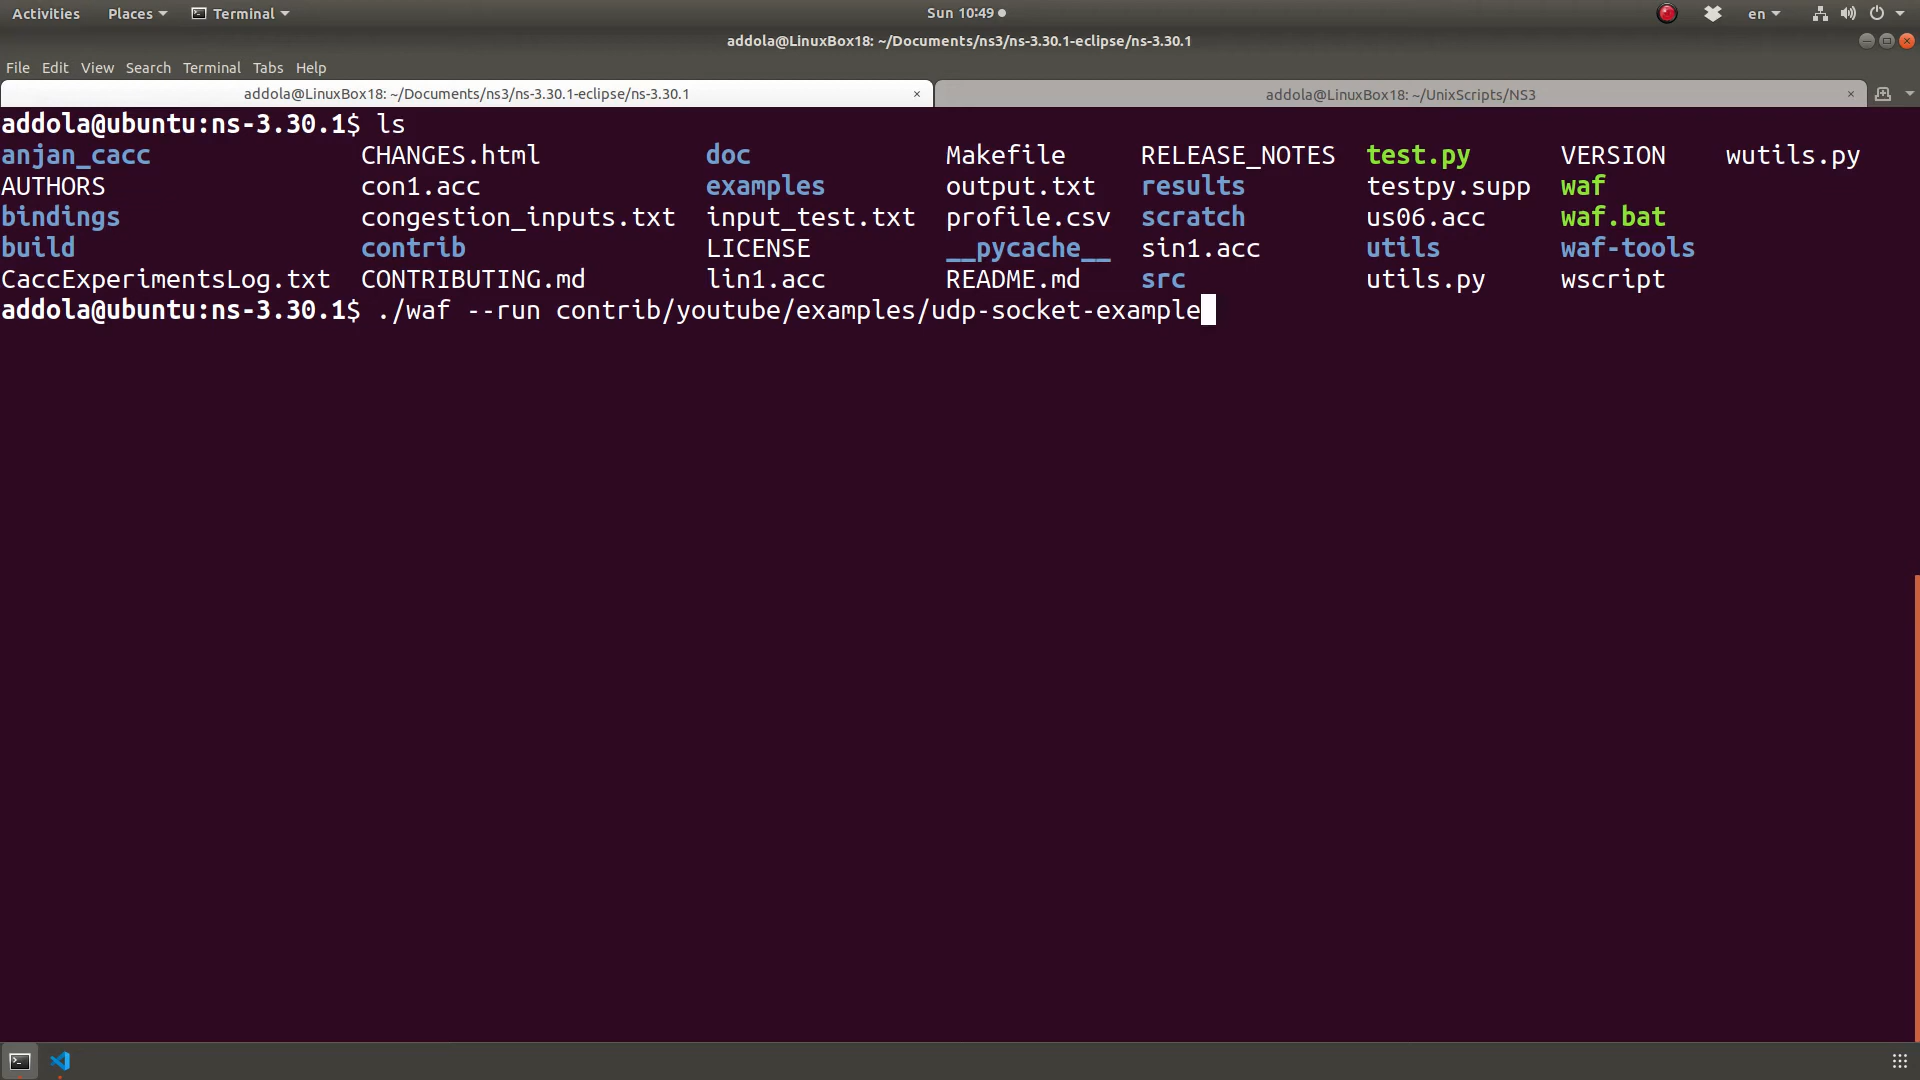 Activities Places Terminal Sun 10:49 en
addola@LinuxBox18: ~/Documents/ns3/ns-3.30.1-eclipse/ns-3.30.1
File Edit View Search Terminal Tabs Help
addola@LinuxBox18: ~/Documents/ns3/ns-3.30.1-eclipse/ns-3.30.1 × addola@LinuxBox18: ~/UnixScripts/NS3 ×
addola@ubuntu:ns-3.30.1$ ls
anjan_cacc CHANGES.html doc Makefile RELEASE_NOTES test.py VERSION wutils.py
AUTHORS con1.acc examples output.txt results testpy.supp waf
bindings congestion_inputs.txt input_test.txt profile.csv scratch us06.acc waf.bat
build contrib LICENSE __pycache__ sin1.acc utils waf-tools
CaccExperimentsLog.txt CONTRIBUTING.md lin1.acc README.md src utils.py wscript
addola@ubuntu:ns-3.30.1$ ./waf --run contrib/youtube/examples/udp-socket-example